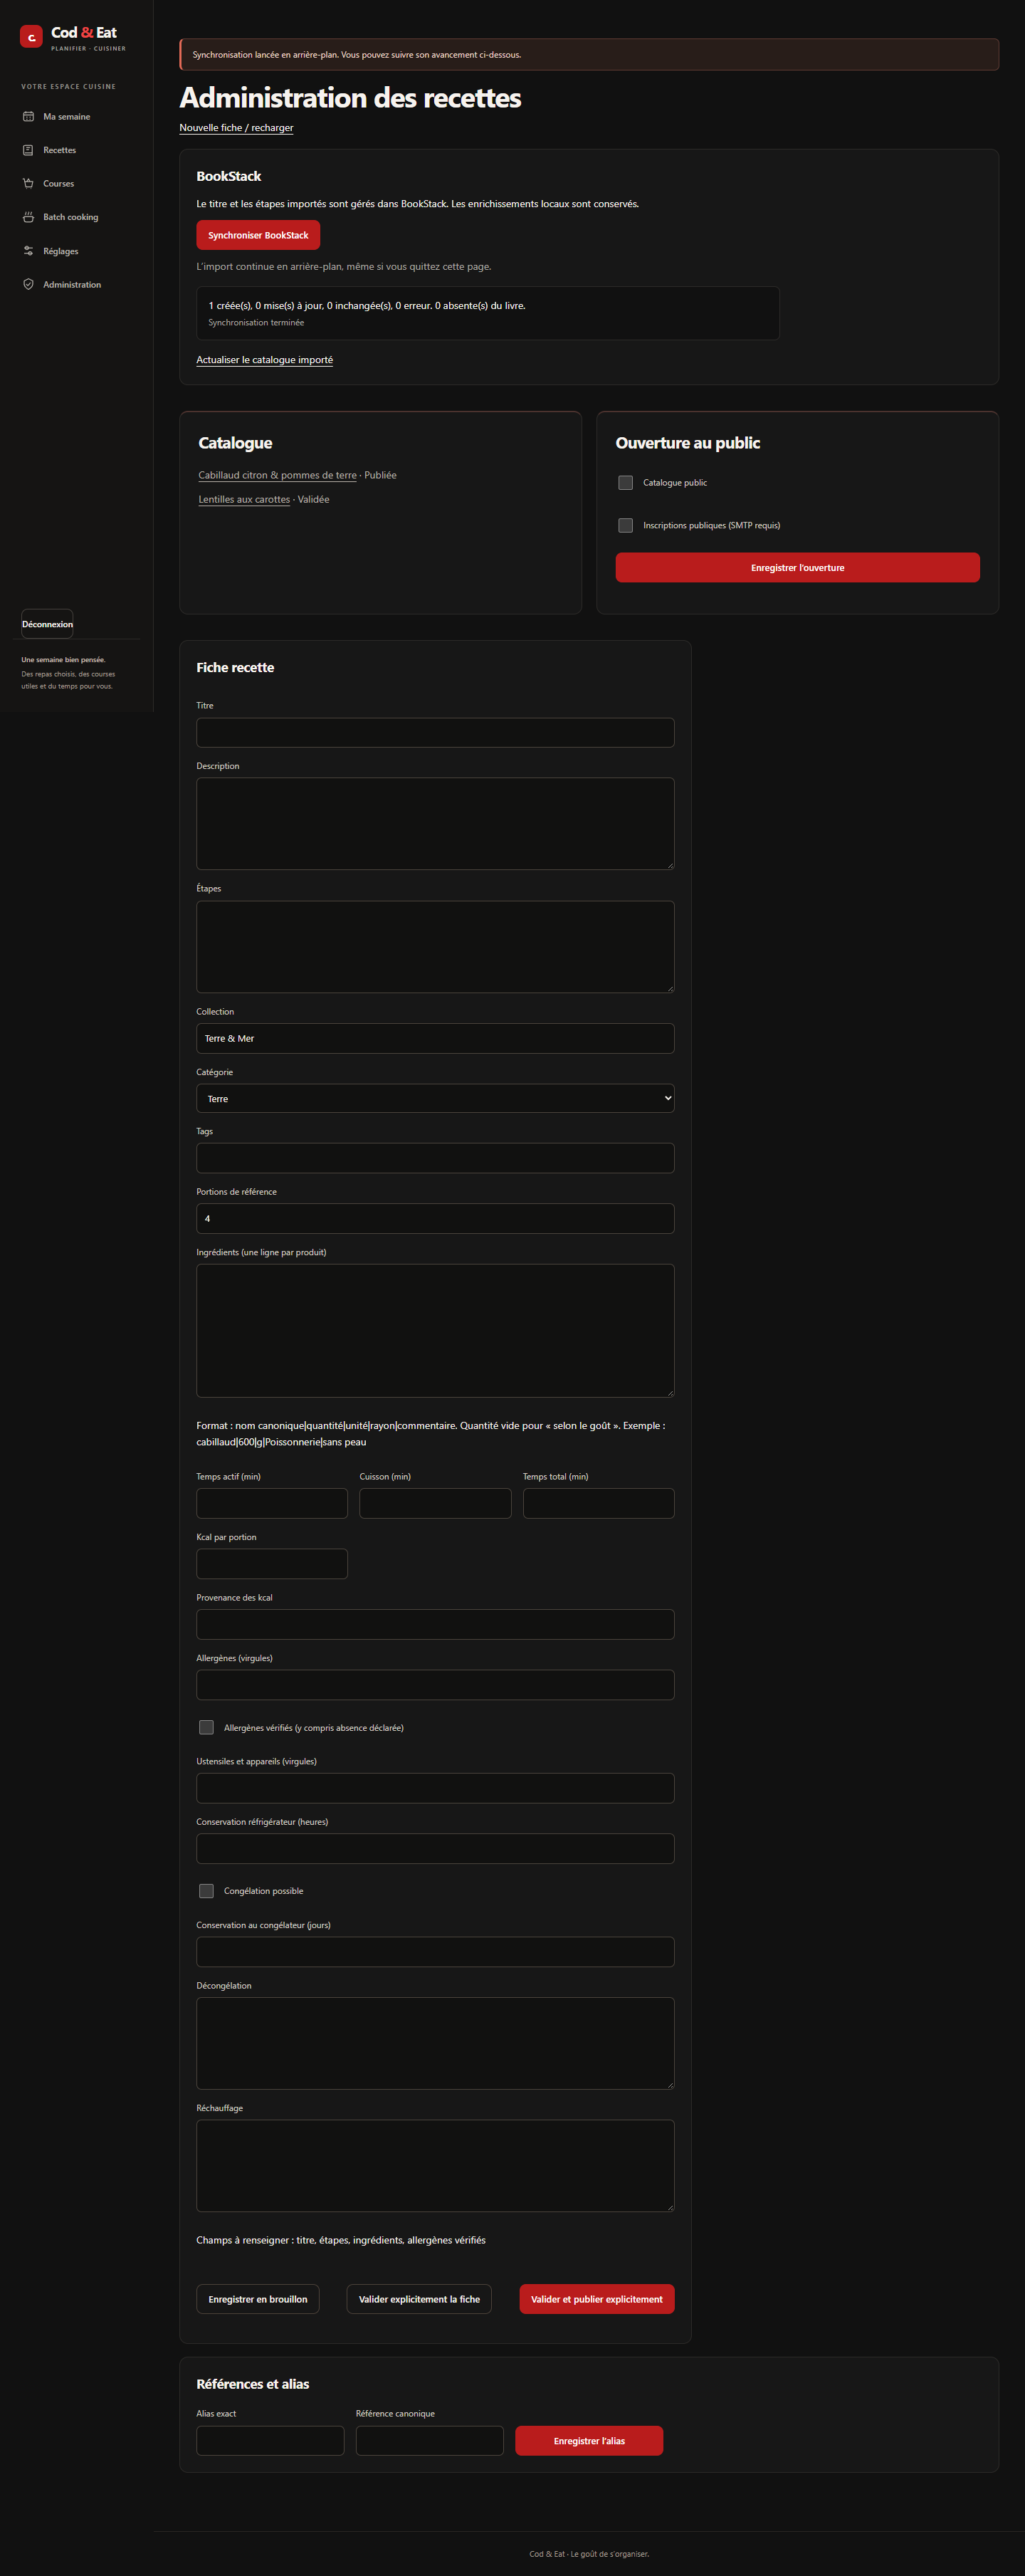 c.
Cod & Eat
PLANIFIER · CUISINER
VOTRE ESPACE CUISINE
Ma semaine
Recettes
Courses
Batch cooking
Réglages
Administration
Déconnexion
Une semaine bien pensée.
Des repas choisis, des courses
utiles et du temps pour vous.
Synchronisation lancée en arrière-plan. Vous pouvez suivre son avancement ci-dessous.
Administration des recettes
Nouvelle fiche / recharger
BookStack
Le titre et les étapes importés sont gérés dans BookStack. Les enrichissements locaux sont conservés.
Synchroniser BookStack
L'import continue en arrière-plan, même si vous quittez cette page.
1 créée(s), 0 mise(s) à jour, 0 inchangée(s), 0 erreur. 0 absente(s) du livre.
Synchronisation terminée
Actualiser le catalogue importé
Catalogue
Cabillaud citron & pommes de terre · Publiée
Lentilles aux carottes · Validée
Ouverture au public
Catalogue public
Inscriptions publiques (SMTP requis)
Enregistrer l'ouverture
Fiche recette
Titre
Description
Étapes
Collection
Terre & Mer
Catégorie
Terre
Tags
Portions de référence
4
Ingrédients (une ligne par produit)
Format : nom canonique|quantité|unité|rayon|commentaire. Quantité vide pour « selon le goût ». Exemple :
cabillaud|600|g|Poissonnerie|sans peau
Temps actif (min)
Cuisson (min)
Temps total (min)
Kcal par portion
Provenance des kcal
Allergènes (virgules)
Allergènes vérifiés (y compris absence déclarée)
Ustensiles et appareils (virgules)
Conservation réfrigérateur (heures)
Congélation possible
Conservation au congélateur (jours)
Décongélation
Réchauffage
Champs à renseigner : titre, étapes, ingrédients, allergènes vérifiés
Enregistrer en brouillon
Valider explicitement la fiche
Valider et publier explicitement
Références et alias
Alias exact
Référence canonique
Enregistrer l'alias
Cod & Eat · Le goût de s'organiser.